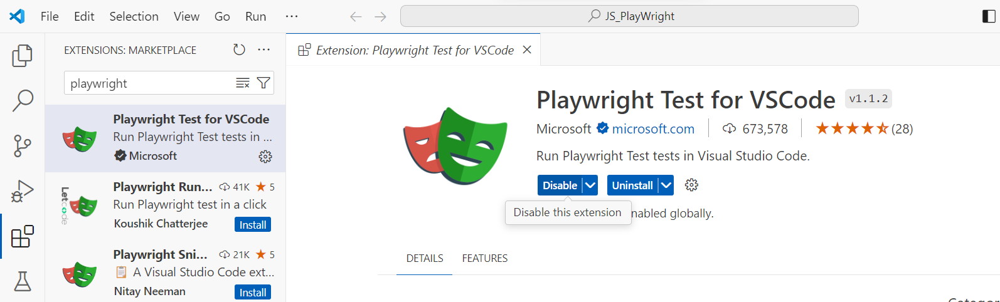 File Edit Selection View Go Run ··· JS_PlayWright
EXTENSIONS: MARKETPLACE
Extension: Playwright Test for VSCode
playwright
Playwright Test for VSCode
Run Playwright Test tests in ...
Microsoft
Playwright Run... 41K ★ 5
Run Playwright test in a click
Koushik Chatterjee Install
Letcode
Playwright Sni... 21K ★ 5
A Visual Studio Code ext...
Nitay Neeman Install
Playwright Test for VSCode v1.1.2
Microsoft microsoft.com 673,578 (28)
Run Playwright Test tests in Visual Studio Code.
Disable Uninstall
Disable this extension
nabled globally.
DETAILS FEATURES